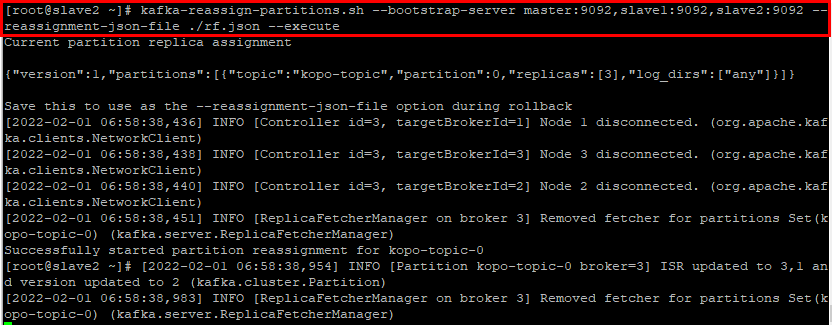 [root@slave2 ~]# kafka-reassign-partitions.sh --bootstrap-server master:9092,slave1:9092,slave2:9092 --
reassignment-json-file ./rf.json --execute
Current partition replica assignment
{"version":1,"partitions":[{"topic":"kopo-topic","partition":0,"replicas":[3],"log_dirs":["any"]}]}
Save this to use as the --reassignment-json-file option during rollback
[2022-02-01 06:58:38,436] INFO [Controller id=3, targetBrokerId=1] Node 1 disconnected. (org.apache.kaf
ka.clients.NetworkClient)
[2022-02-01 06:58:38,438] INFO [Controller id=3, targetBrokerId=3] Node 3 disconnected. (org.apache.kaf
ka.clients.NetworkClient)
[2022-02-01 06:58:38,440] INFO [Controller id=3, targetBrokerId=2] Node 2 disconnected. (org.apache.kaf
ka.clients.NetworkClient)
[2022-02-01 06:58:38,451] INFO [ReplicaFetcherManager on broker 3] Removed fetcher for partitions Set(k
opo-topic-0) (kafka.server.ReplicaFetcherManager)
Successfully started partition reassignment for kopo-topic-0
[root@slave2 ~]# [2022-02-01 06:58:38,954] INFO [Partition kopo-topic-0 broker=3] ISR updated to 3,1 an
d version updated to 2 (kafka.cluster.Partition)
[2022-02-01 06:58:38,983] INFO [ReplicaFetcherManager on broker 3] Removed fetcher for partitions Set(k
opo-topic-0) (kafka.server.ReplicaFetcherManager)